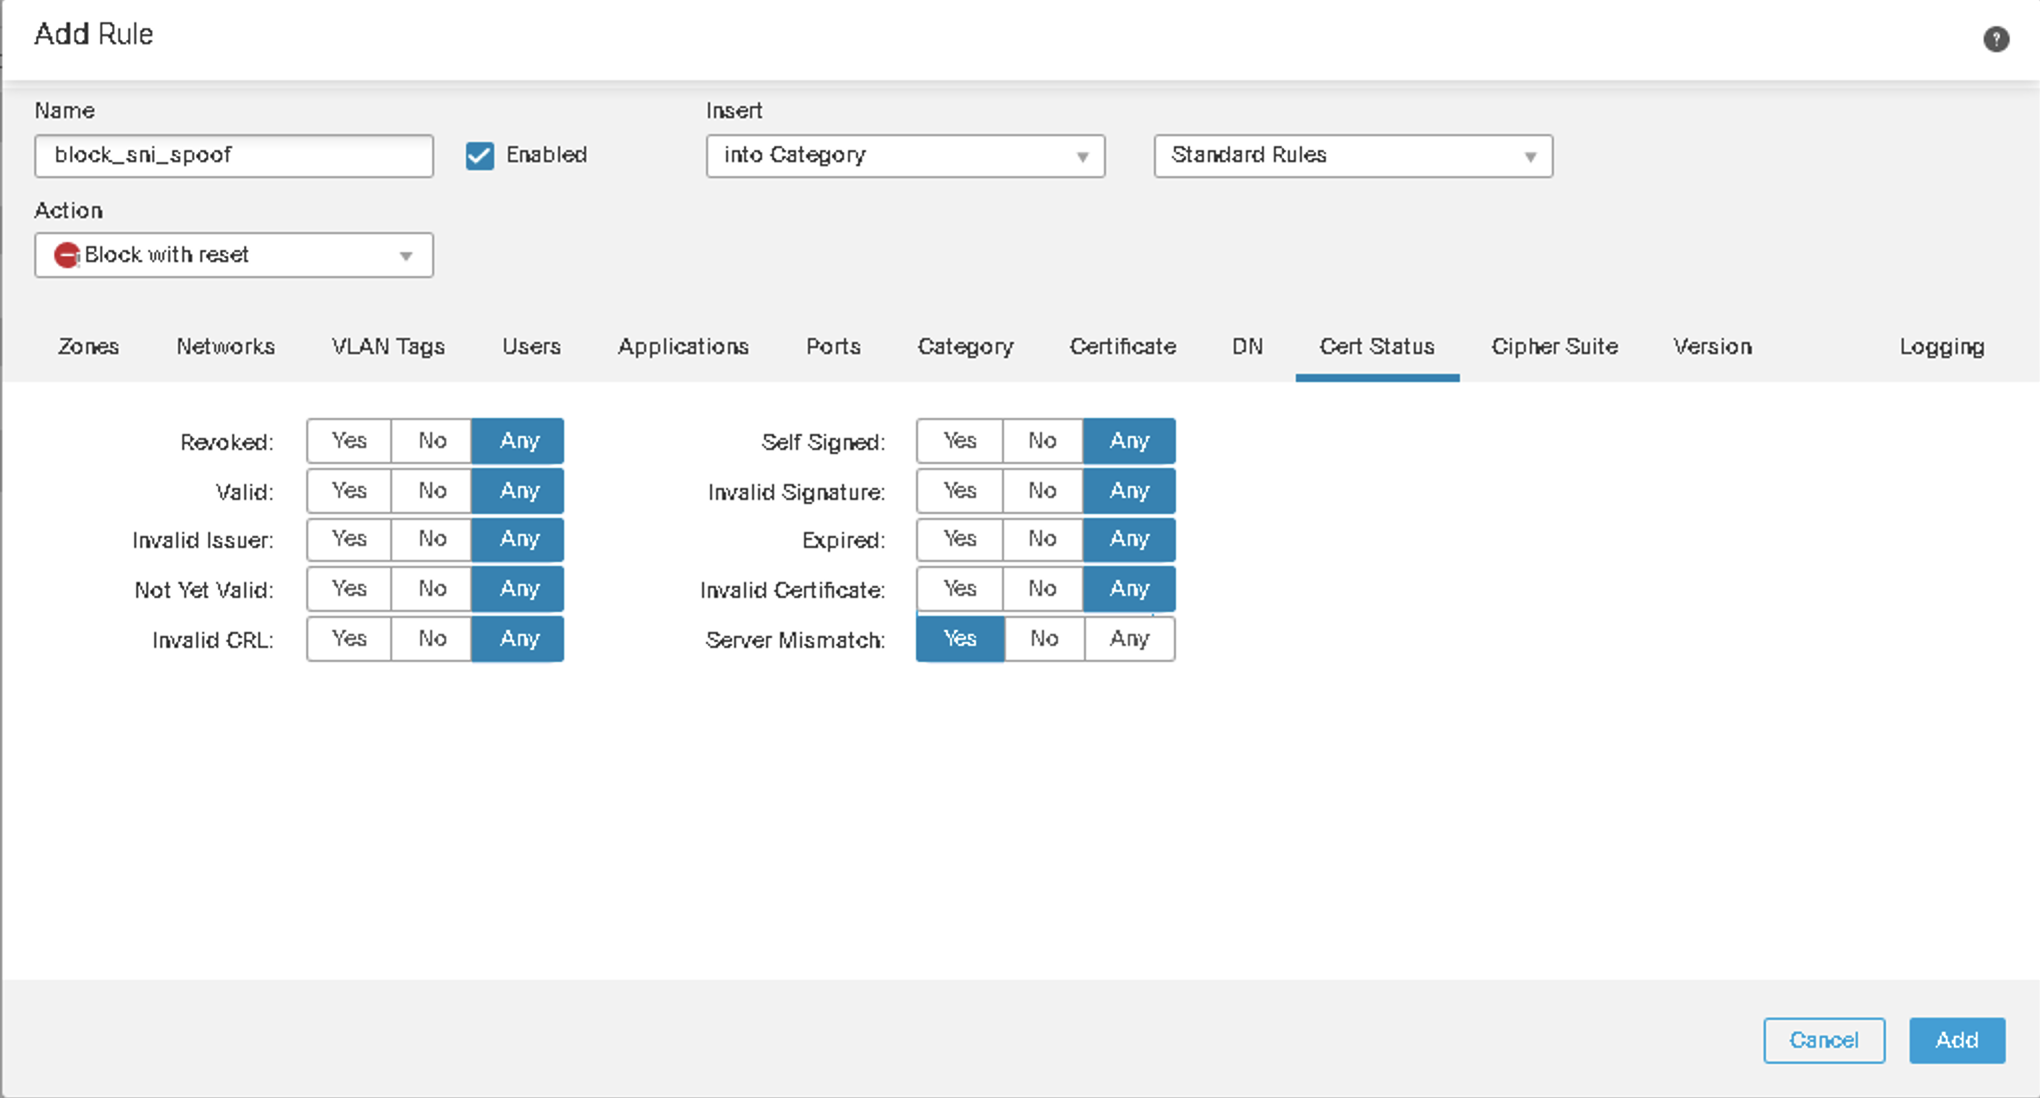 Add Rule
?
Name
Insert
block_sni_spoof
Enabled
into Category
Standard Rules
Action
Block with reset
Zones Networks VLAN Tags Users Applications Ports Category Certificate DN Cert Status Cipher Suite Version Logging
Revoked: Yes No Any
Self Signed: Yes No Any
Valid: Yes No Any
Invalid Signature: Yes No Any
Invalid Issuer: Yes No Any
Expired: Yes No Any
Not Yet Valid: Yes No Any
Invalid Certificate: Yes No Any
Invalid CRL: Yes No Any
Server Mismatch: Yes No Any
Cancel Add